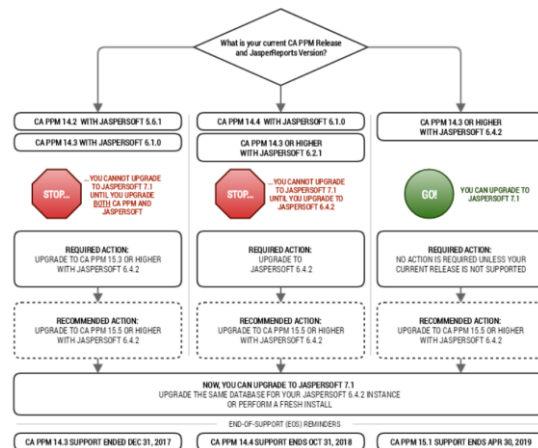 What is your current CA PPM Release
and JasperReports Version?
CA PPM 14.2 WITH JASPERSOFT 5.6.1
CA PPM 14.3 WITH JASPERSOFT 6.1.0
STOP...
...YOU CANNOT UPGRADE
TO JASPERSOFT 7.1
UNTIL YOU UPGRADE
BOTH CA PPM AND
JASPERSOFT
REQUIRED ACTION:
UPGRADE TO CA PPM 15.3 OR HIGHER
WITH JASPERSOFT 6.4.2
RECOMMENDED ACTION:
UPGRADE TO CA PPM 15.5 OR HIGHER
WITH JASPERSOFT 6.4.2
CA PPM 14.4 WITH JASPERSOFT 6.1.0
CA PPM 14.3 OR HIGHER
WITH JASPERSOFT 6.2.1
STOP...
...YOU CANNOT UPGRADE
TO JASPERSOFT 7.1
UNTIL YOU UPGRADE TO
JASPERSOFT 6.4.2
REQUIRED ACTION:
UPGRADE TO
JASPERSOFT 6.4.2
RECOMMENDED ACTION:
UPGRADE TO CA PPM 15.5 OR HIGHER
WITH JASPERSOFT 6.4.2
CA PPM 14.3 OR HIGHER
WITH JASPERSOFT 6.4.2
GO!
YOU CAN UPGRADE TO
JASPERSOFT 7.1
REQUIRED ACTION:
NO ACTION IS REQUIRED UNLESS YOUR
CURRENT RELEASE IS NOT SUPPORTED
RECOMMENDED ACTION:
UPGRADE TO CA PPM 15.5 OR HIGHER
WITH JASPERSOFT 6.4.2
NOW, YOU CAN UPGRADE TO JASPERSOFT 7.1
UPGRADE THE SAME DATABASE FOR YOUR JASPERSOFT 6.4.2 INSTANCE
OR PERFORM A FRESH INSTALL
END-OF-SUPPORT (EOS) REMINDERS
CA PPM 14.3 SUPPORT ENDED DEC 31, 2017
CA PPM 14.4 SUPPORT ENDS OCT 31, 2018
CA PPM 15.1 SUPPORT ENDS APR 30, 2019